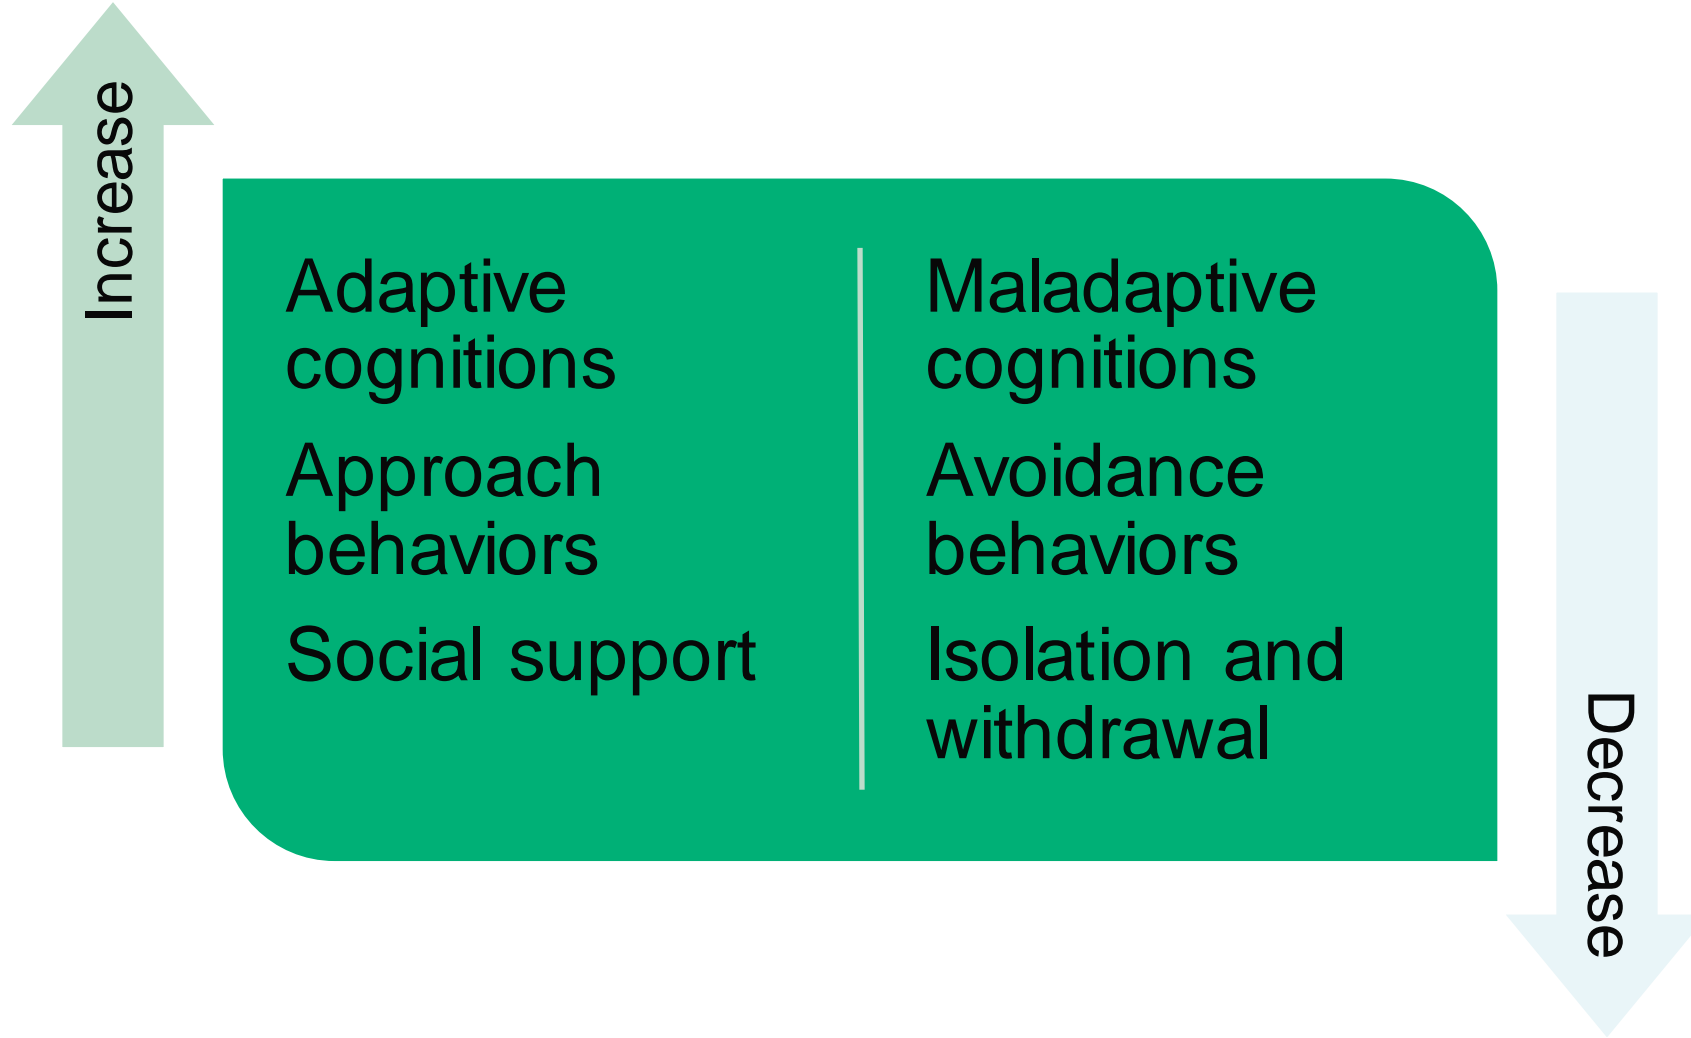 Increase
Adaptive
cognitions
Approach
behaviors
Social support
Maladaptive
cognitions
Avoidance
behaviors
Isolation and
withdrawal
Decrease